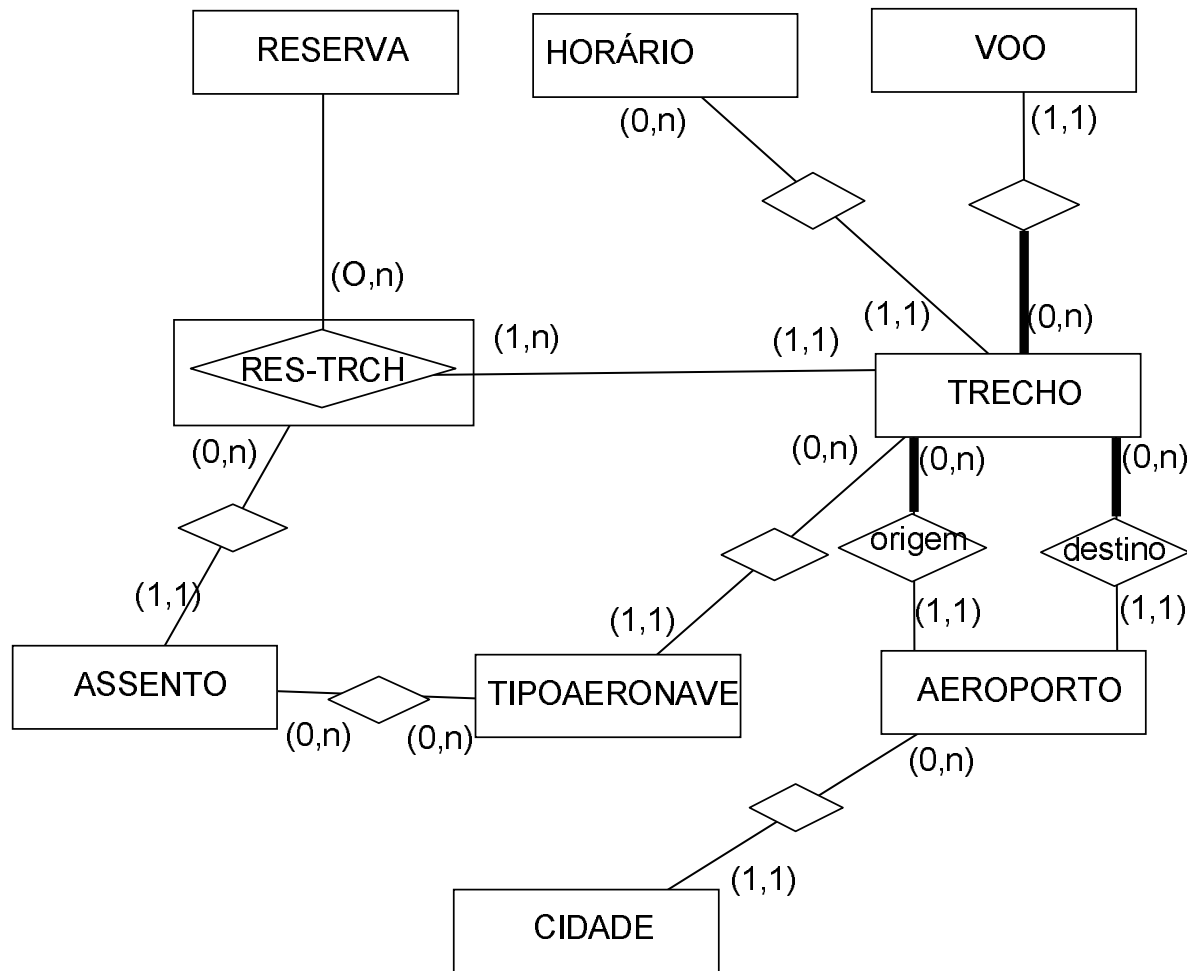 RESERVA
HORÁRIO
VOO
(0,n)
(1,1)
(O,n)
(1,1)
(0,n)
(1,n)
(1,1)
RES-TRCH
TRECHO
(0,n)
(0,n)
(0,n)
(0,n)
origem
destino
(1,1)
(1,1)
(1,1)
(1,1)
ASSENTO
TIPOAERONAVE
AEROPORTO
(0,n)
(0,n)
(0,n)
(1,1)
CIDADE